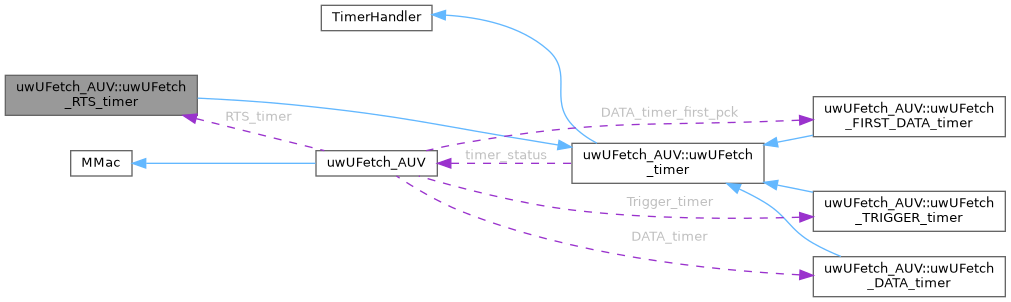 TimerHandler
uwUFetch_AUV::uwUFetch
_RTS_timer
RTS_timer
DATA_timer_first_pck
uwUFetch_AUV::uwUFetch
_FIRST_DATA_timer
MMac
uwUFetch_AUV
timer_status
uwUFetch_AUV::uwUFetch
_timer
Trigger_timer
uwUFetch_AUV::uwUFetch
_TRIGGER_timer
DATA_timer
uwUFetch_AUV::uwUFetch
_DATA_timer